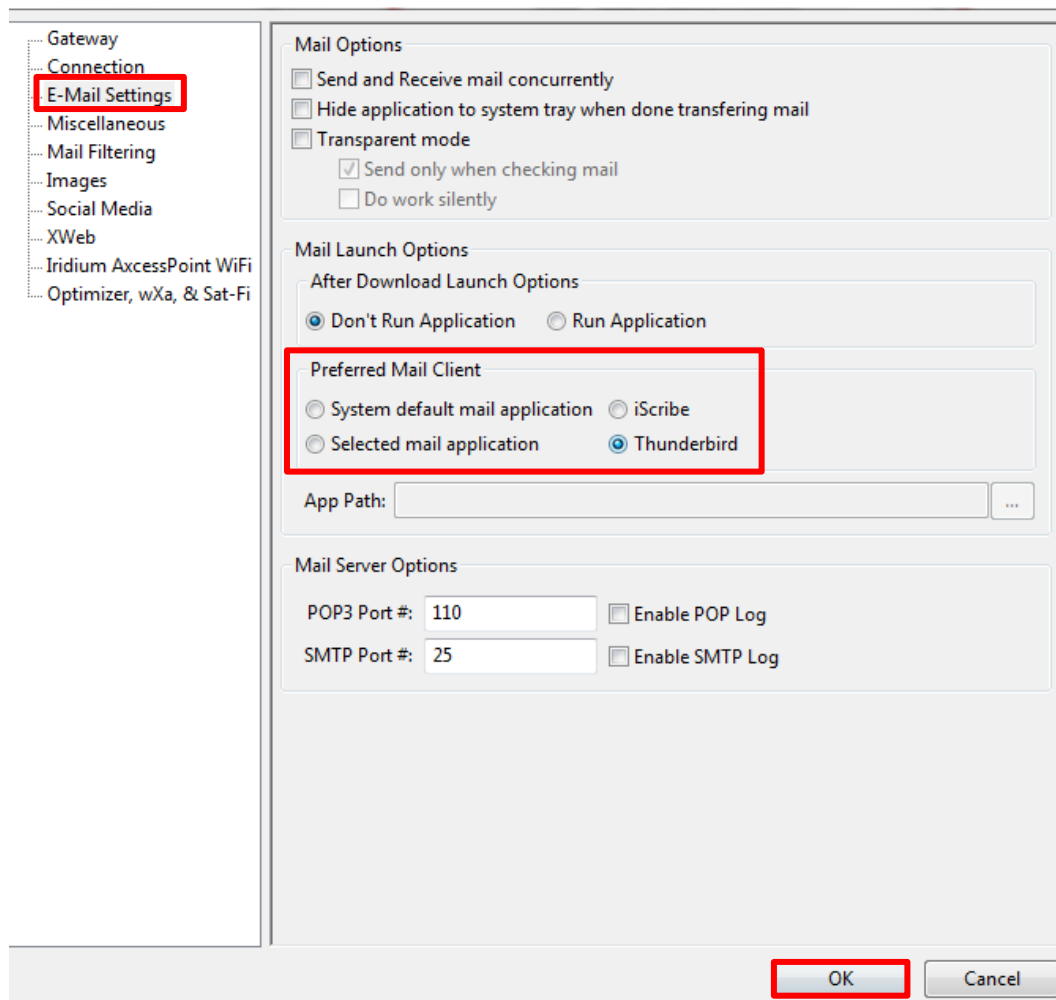 Gateway
Connection
E-Mail Settings
Miscellaneous
Mail Filtering
Images
Social Media
XWeb
Iridium AxcessPoint WiFi
Optimizer, wXa, & Sat-Fi
Mail Options
Send and Receive mail concurrently
Hide application to system tray when done transfering mail
Transparent mode
Send only when checking mail
Do work silently
Mail Launch Options
After Download Launch Options
Don't Run Application Run Application
Preferred Mail Client
System default mail application iScribe
Selected mail application Thunderbird
App Path: ...
Mail Server Options
POP3 Port #: 110 Enable POP Log
SMTP Port #: 25 Enable SMTP Log
OK Cancel